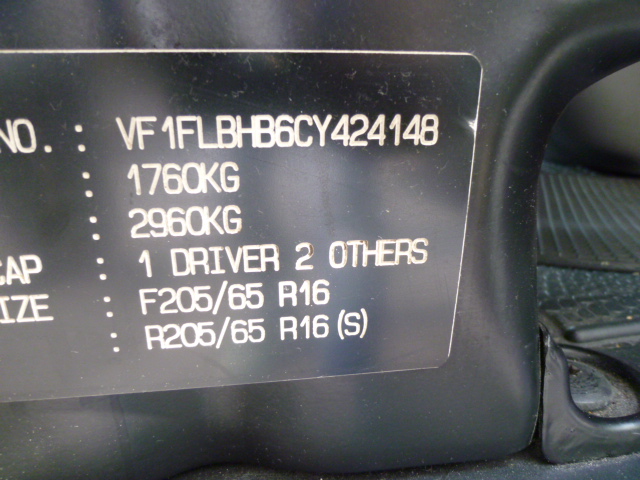 NO. : VF1FLBHB6CY424148
: 1760KG
: 2960KG
CAP : 1 DRIVER 2 OTHERS
IZE : F205/65 R16
: R205/65 R16 (S)